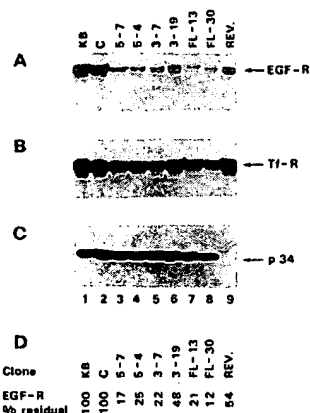 KB C 5-7 5-4 3-7 3-19 FL-13 FL-30 REV.
A
EGF-R
B
Tf-R
C
p 34
1 2 3 4 5 6 7 8 9
D
Clone KB C 5-7 5-4 3-7 3-19 FL-13 FL-30 REV.
EGF-R
% residual 100 100 17 25 22 48 21 12 54